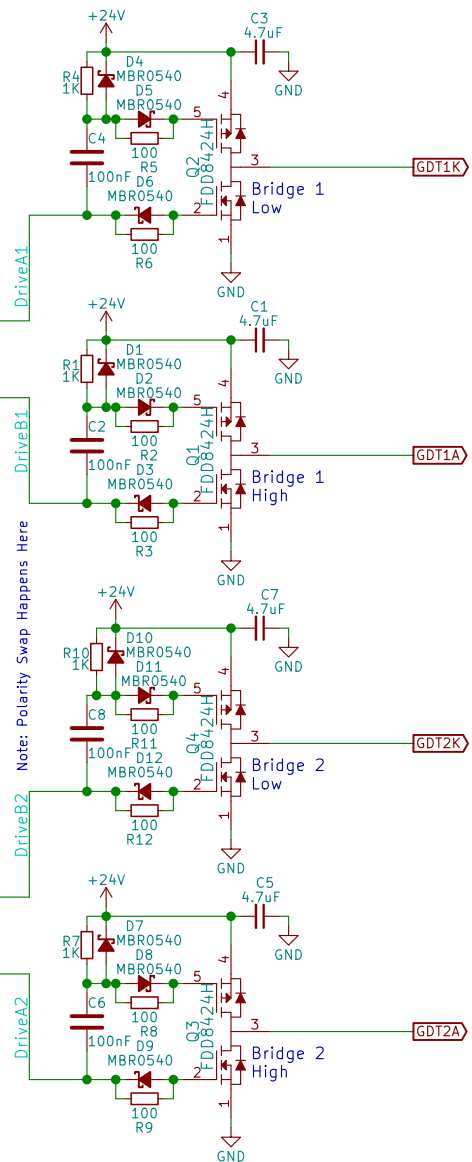 +24V
C3
4.7uF
GND
R4
1K
D4
MBR0540
D5
MBR0540
4
5
C4
100nF
100
R5
D6
MBR0540
Q2
FDD8424H
3
GDT1K
Bridge 1
Low
2
100
R6
1
GND
DriveA1
+24V
C1
4.7uF
GND
R1
1K
D1
MBR0540
D2
MBR0540
4
5
C2
100nF
100
R2
D3
MBR0540
Q1
FDD8424H
3
GDT1A
Bridge 1
High
2
100
R3
1
GND
DriveB1
Note: Polarity Swap Happens Here
+24V
C7
4.7uF
GND
R10
1K
D10
MBR0540
D11
MBR0540
4
5
C8
100nF
100
R11
D12
MBR0540
Q4
FDD8424H
3
GDT2K
Bridge 2
Low
2
100
R12
1
GND
DriveB2
+24V
C5
4.7uF
GND
R7
1K
D7
MBR0540
D8
MBR0540
4
5
C6
100nF
100
R8
D9
MBR0540
Q3
FDD8424H
3
GDT2A
Bridge 2
High
2
100
R9
1
GND
DriveA2